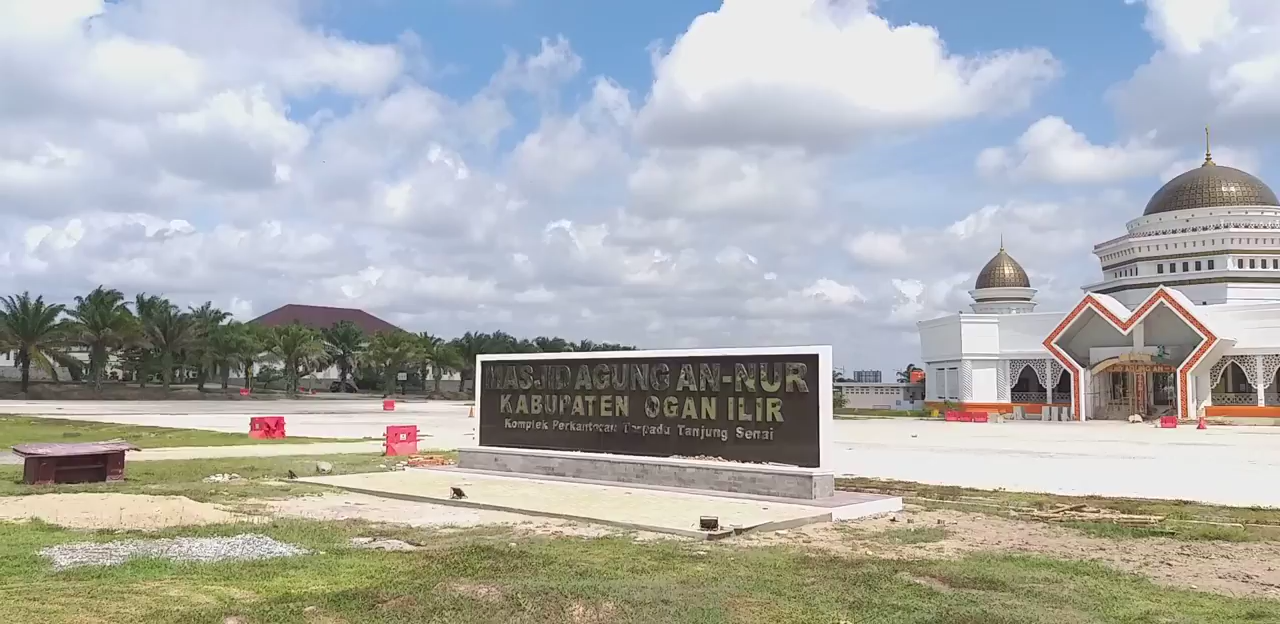 MASJID AGUNG AN-NUR
KABUPATEN OGAN ILIR
Komplek Perkantoran Terpadu Tanjung Senai